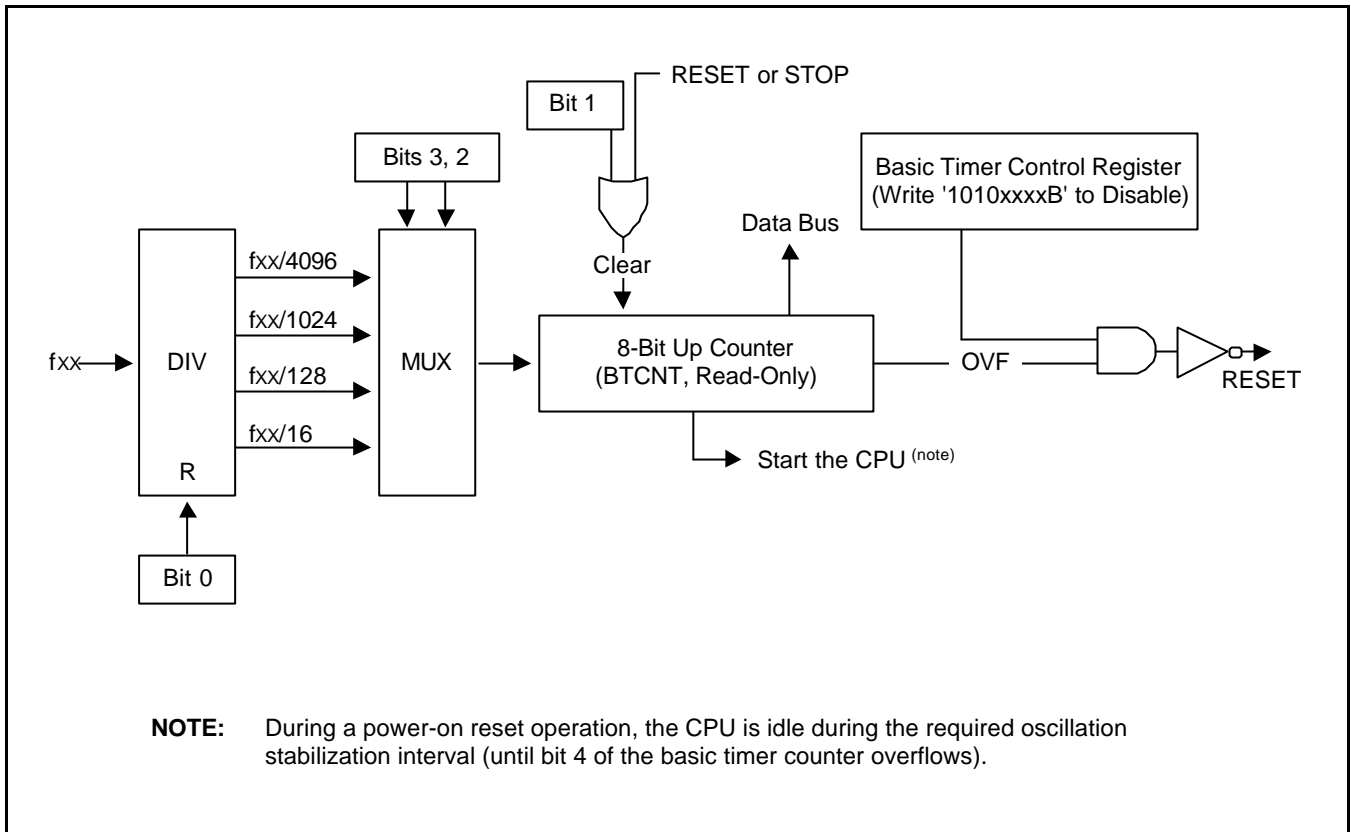 RESET or STOP
Bit 1
Bits 3, 2
Basic Timer Control Register
(Write '1010xxxxB' to Disable)
Data Bus
fxx/4096
Clear
fxx/1024
fxx
DIV
MUX
8-Bit Up Counter
(BTCNT, Read-Only)
OVF
RESET
fxx/128
fxx/16
R
Start the CPU (note)
Bit 0
NOTE: During a power-on reset operation, the CPU is idle during the required oscillation
stabilization interval (until bit 4 of the basic timer counter overflows).